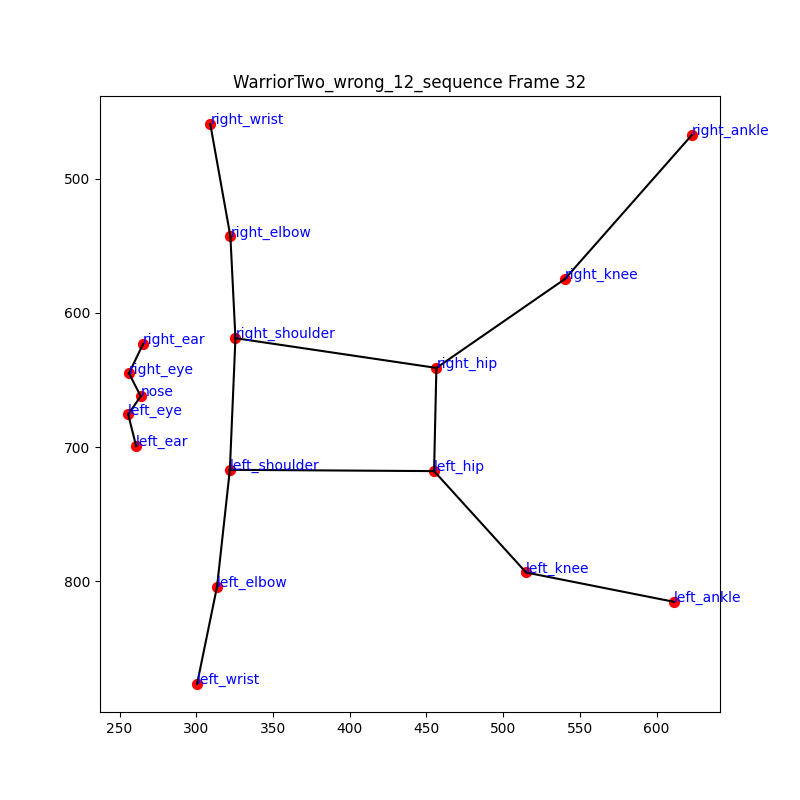 WarriorTwo_wrong_12_sequence Frame 32
right_wrist
right_ankle
500
right_elbow
right_knee
600
right_shoulder
right_ear
right_hip
right_eye
nose
left_eye
700
left_ear
left_shoulder
left_hip
left_knee
800
left_elbow
left_ankle
left_wrist
250 300 350 400 450 500 550 600